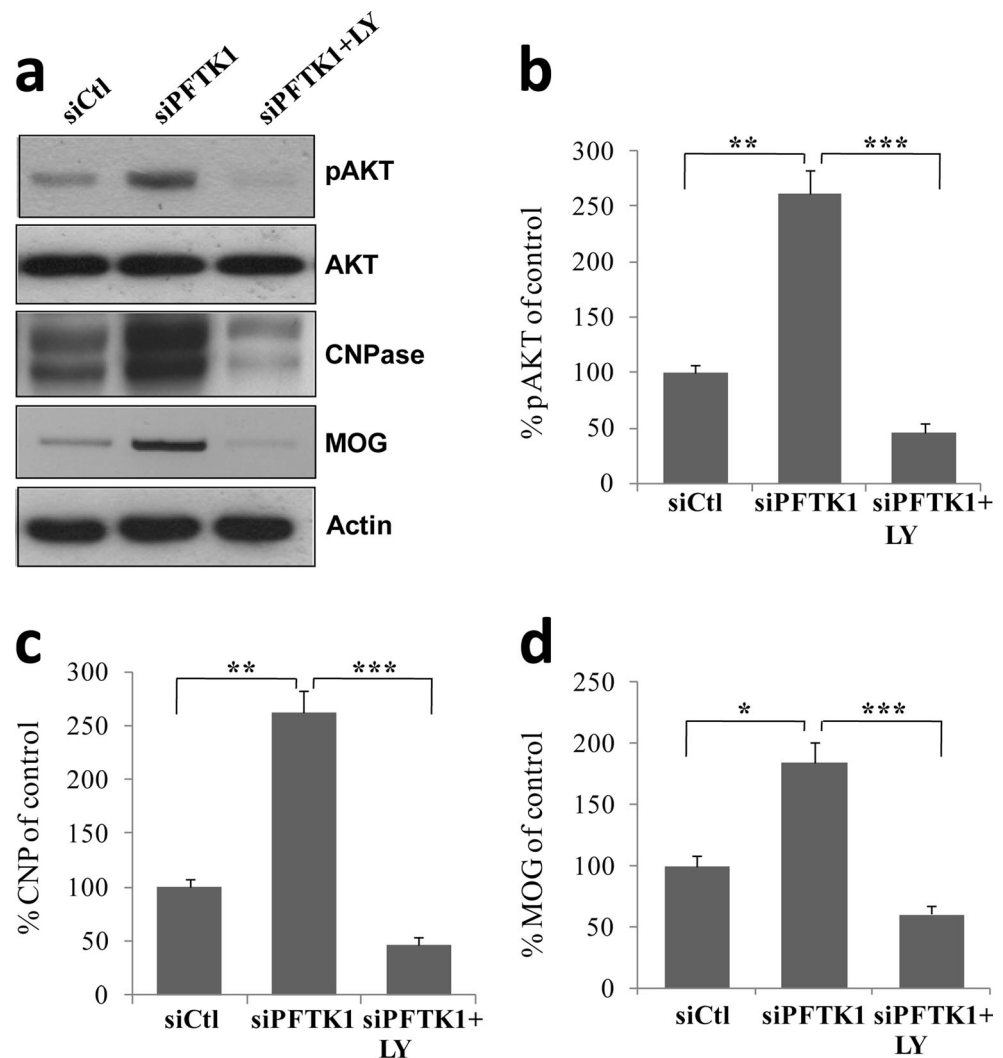 a
siCtl
siPFTK1
siPFTK1+LY
pAKT
AKT
CNPase
MOG
Actin
b
% pAKT of control
300
250
200
150
100
50
0
**
***
siCtl
siPFTK1
siPFTK1+
LY
c
% CNP of control
300
250
200
150
100
50
0
**
***
siCtl
siPFTK1
siPFTK1+
LY
d
% MOG of control
250
200
150
100
50
0
*
***
siCtl
siPFTK1
siPFTK1+
LY